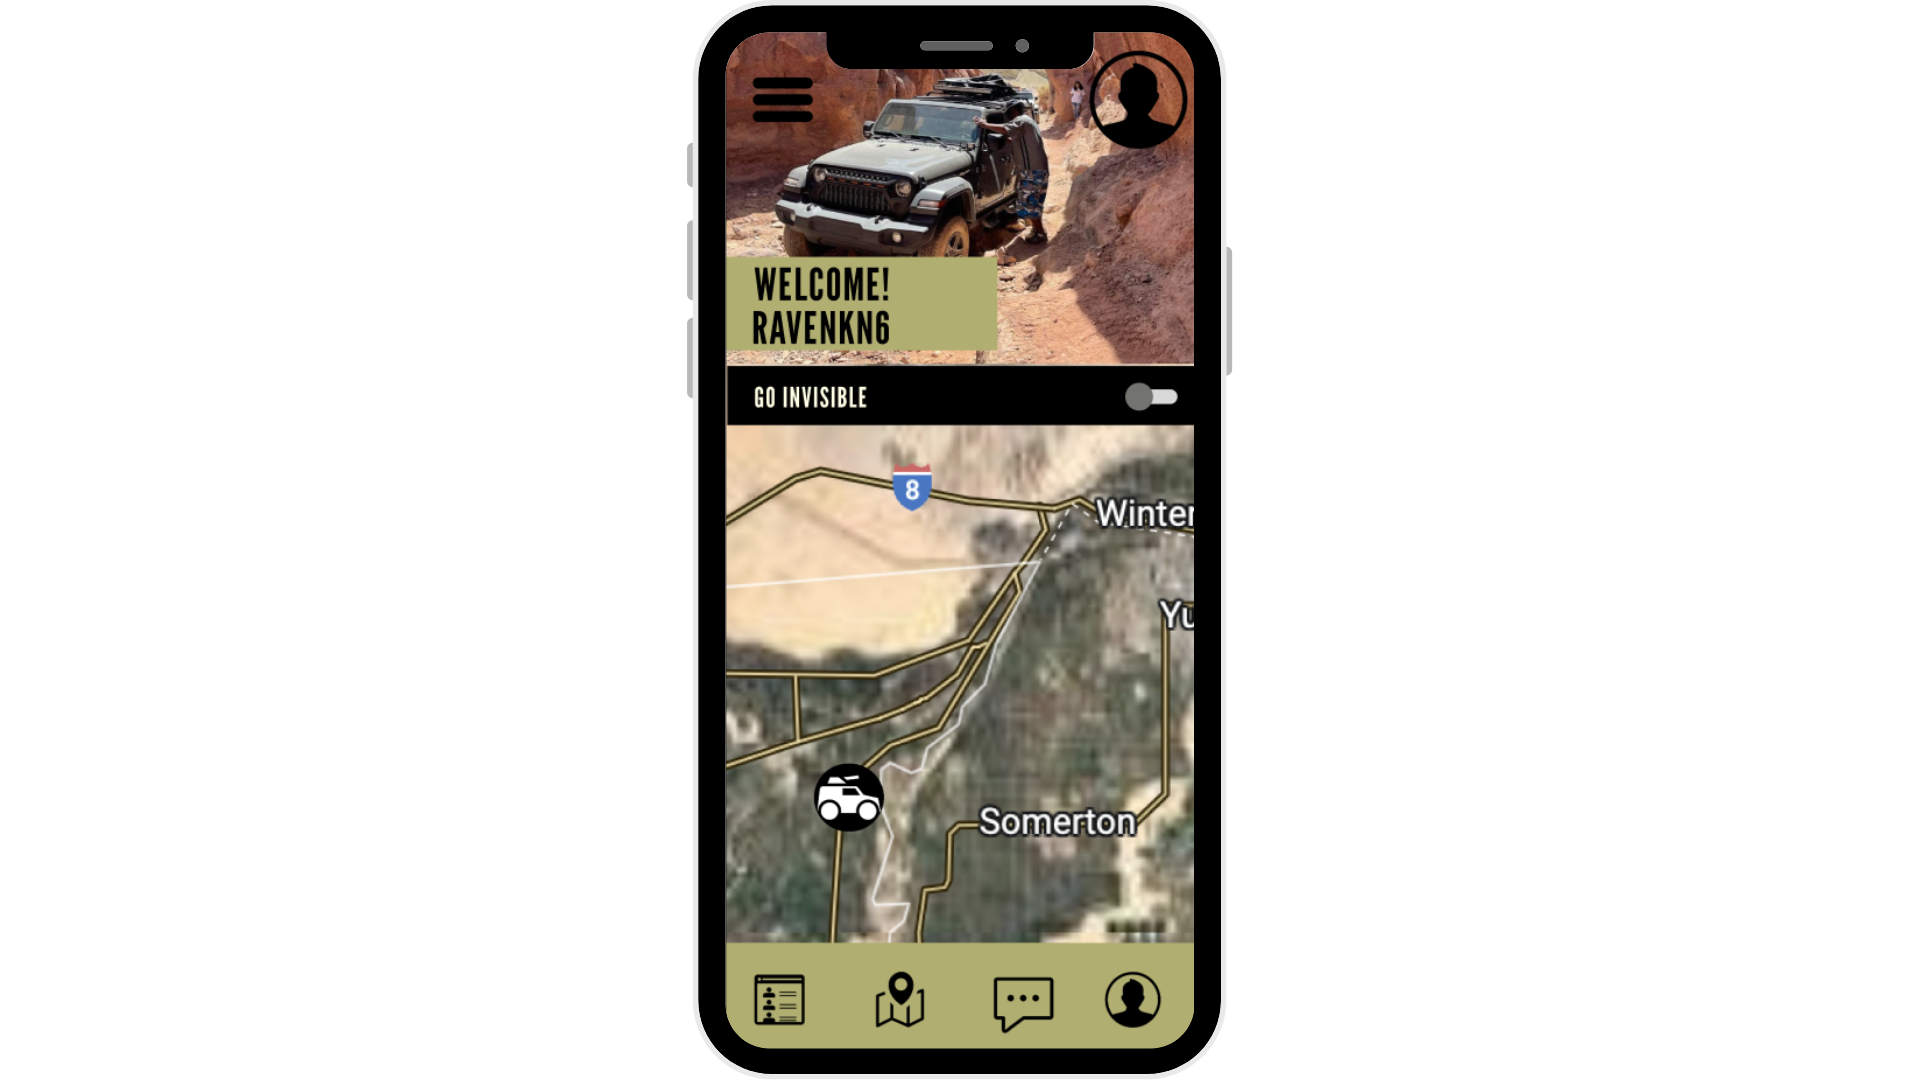 WELCOME!
RAVENKN6
GO INVISIBLE
8
Winter
Yu
Somerton